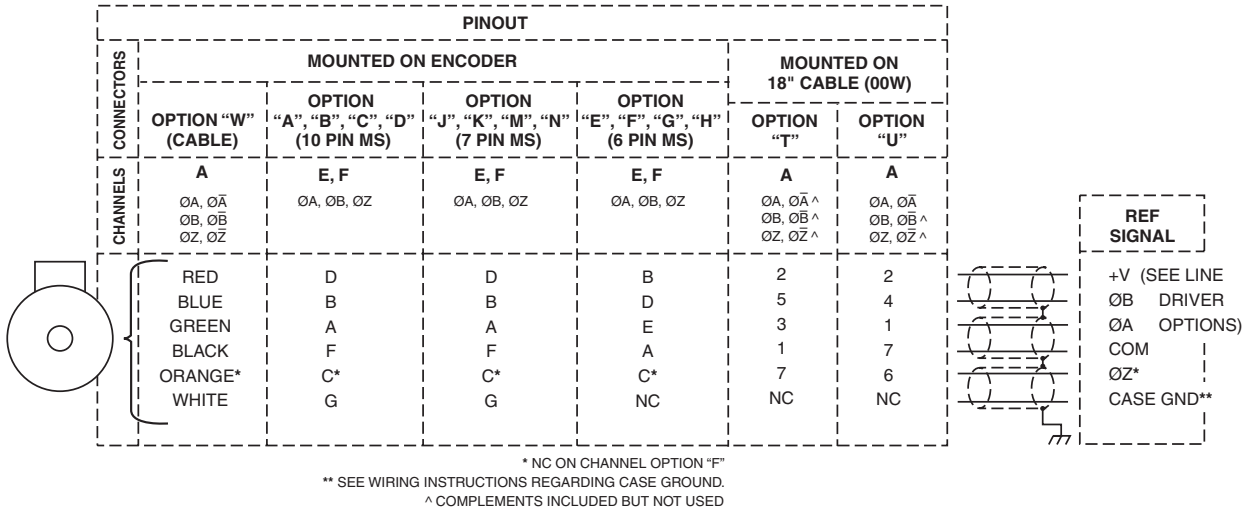 PINOUT
CONNECTORS
MOUNTED ON ENCODER
MOUNTED ON
18" CABLE (00W)
OPTION “W”
(CABLE)
OPTION
“A”, “B”, “C”, “D”
(10 PIN MS)
OPTION
“J”, “K”, “M”, “N”
(7 PIN MS)
OPTION
“E”, “F”, “G”, “H”
(6 PIN MS)
OPTION
“T”
OPTION
“U”
CHANNELS
A
ØA, ØA̅
ØB, ØB̅
ØZ, ØZ̅
E, F
ØA, ØB, ØZ
E, F
ØA, ØB, ØZ
E, F
ØA, ØB, ØZ
A
ØA, ØA̅ ^
ØB, ØB̅ ^
ØZ, ØZ̅ ^
A
ØA, ØA̅
ØB, ØB̅ ^
ØZ, ØZ̅ ^
REF
SIGNAL
RED D D B 2 2 +V (SEE LINE
BLUE B B D 5 4 ØB DRIVER
GREEN A A E 3 1 ØA OPTIONS)
BLACK F F A 1 7 COM
ORANGE* C* C* C* 7 6 ØZ*
WHITE G G NC NC NC CASE GND**
* NC ON CHANNEL OPTION “F”
** SEE WIRING INSTRUCTIONS REGARDING CASE GROUND.
^ COMPLEMENTS INCLUDED BUT NOT USED